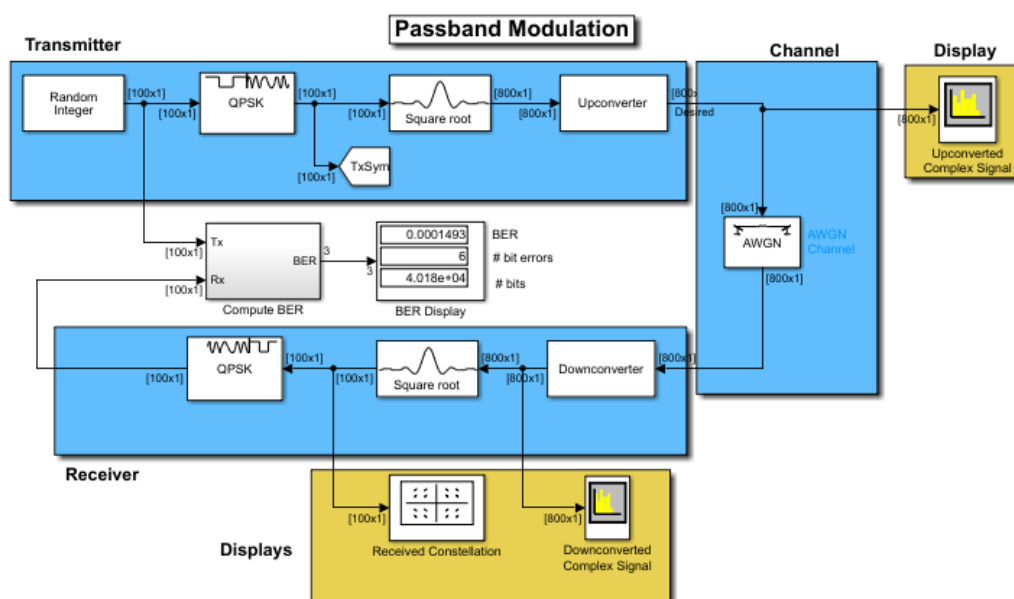 Passband Modulation
Transmitter
Channel
Display
Random
Integer
[100x1]
[100x1]
QPSK
[100x1]
[100x1]
Square root
[800x1]
[800x1]
Upconverter
[800x
Desired
[800x1]
Upconverted
Complex Signal
TxSym
[100x1]
[800x1]
AWGN
AWGN
Channel
[800x1]
Tx
[100x1]
Rx
[100x1]
BER
Compute BER
3
3
0.0001493
6
4.018e+04
BER
# bit errors
# bits
BER Display
QPSK
[100x1]
[100x1]
Square root
[100x1]
[800x1]
[800x1]
Downconverter
[800x1]
Receiver
Displays
[100x1]
Received Constellation
[800x1]
Downconverted
Complex Signal